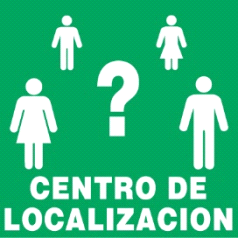 ?
CENTRO DE
LOCALIZACION